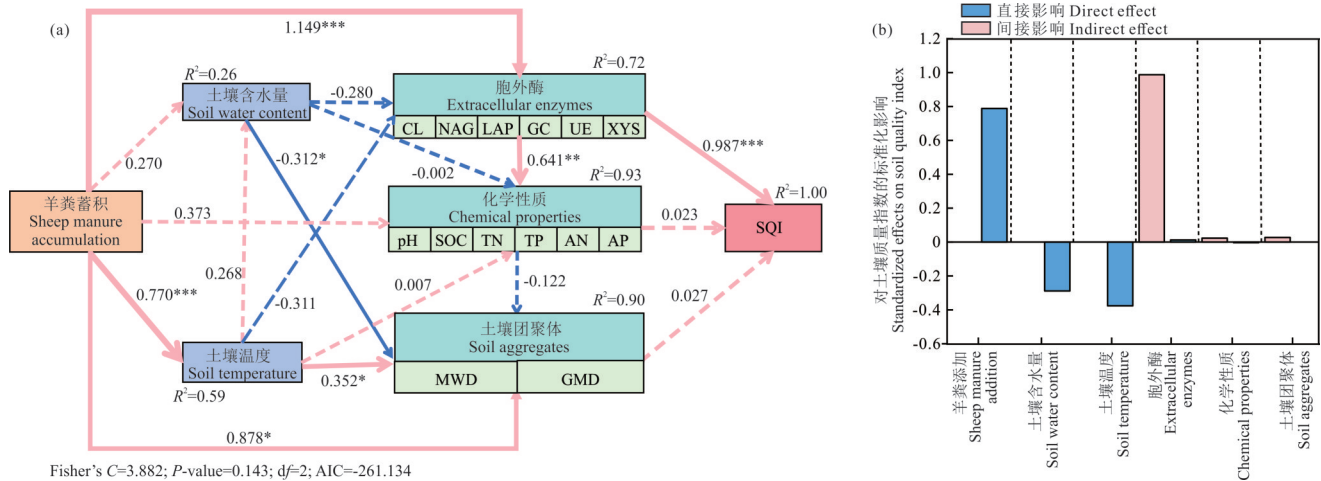 (a)
1.149***
R²=0.26
土壤含水量
Soil water content
-0.280
R²=0.72
胞外酶
Extracellular enzymes
CL NAG LAP GC UE XYS
0.270
-0.312*
0.641**
0.987***
-0.002
R²=0.93
羊粪蓄积
Sheep manure
accumulation
0.373
化学性质
Chemical properties
pH SOC TN TP AN AP
0.023
R²=1.00
SQI
0.268
-0.311
0.007
-0.122
0.770***
R²=0.90
0.027
土壤温度
Soil temperature
R²=0.59
0.352*
土壤团聚体
Soil aggregates
MWD GMD
0.878*
Fisher's C=3.882; P-value=0.143; df=2; AIC=-261.134
(b)
直接影响 Direct effect
间接影响 Indirect effect
对土壤质量指数的标准化影响
Standardized effects on soil quality index
1.2
1.0
0.8
0.6
0.4
0.2
0
-0.2
-0.4
-0.6
羊粪添加
Sheep manure
addition
土壤含水量
Soil water content
土壤温度
Soil temperature
胞外酶
Extracellular
enzymes
化学性质
Chemical properties
土壤团聚体
Soil aggregates